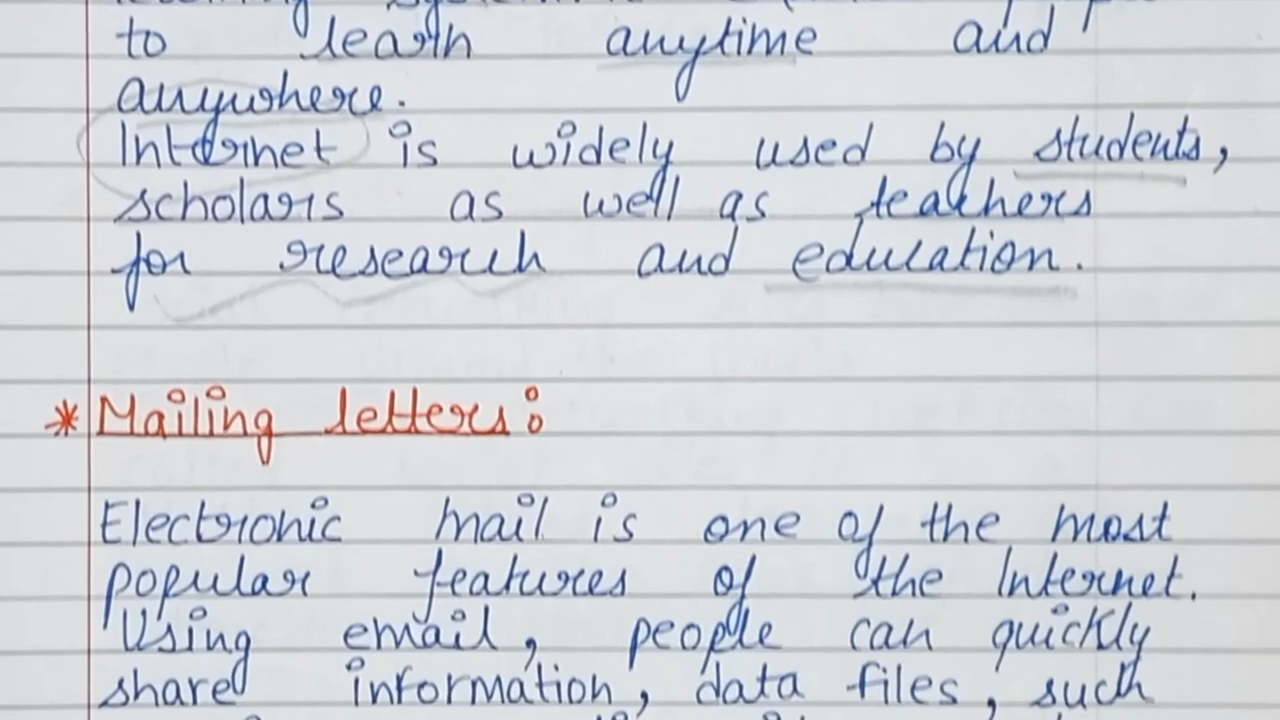 to learn anytime and
anywhere.
Internet is widely used by students,
scholars as well as teachers
for research and education.
* Mailing letters:
Electronic mail is one of the most
popular features of the Internet.
Using email, people can quickly
share information, data files, such